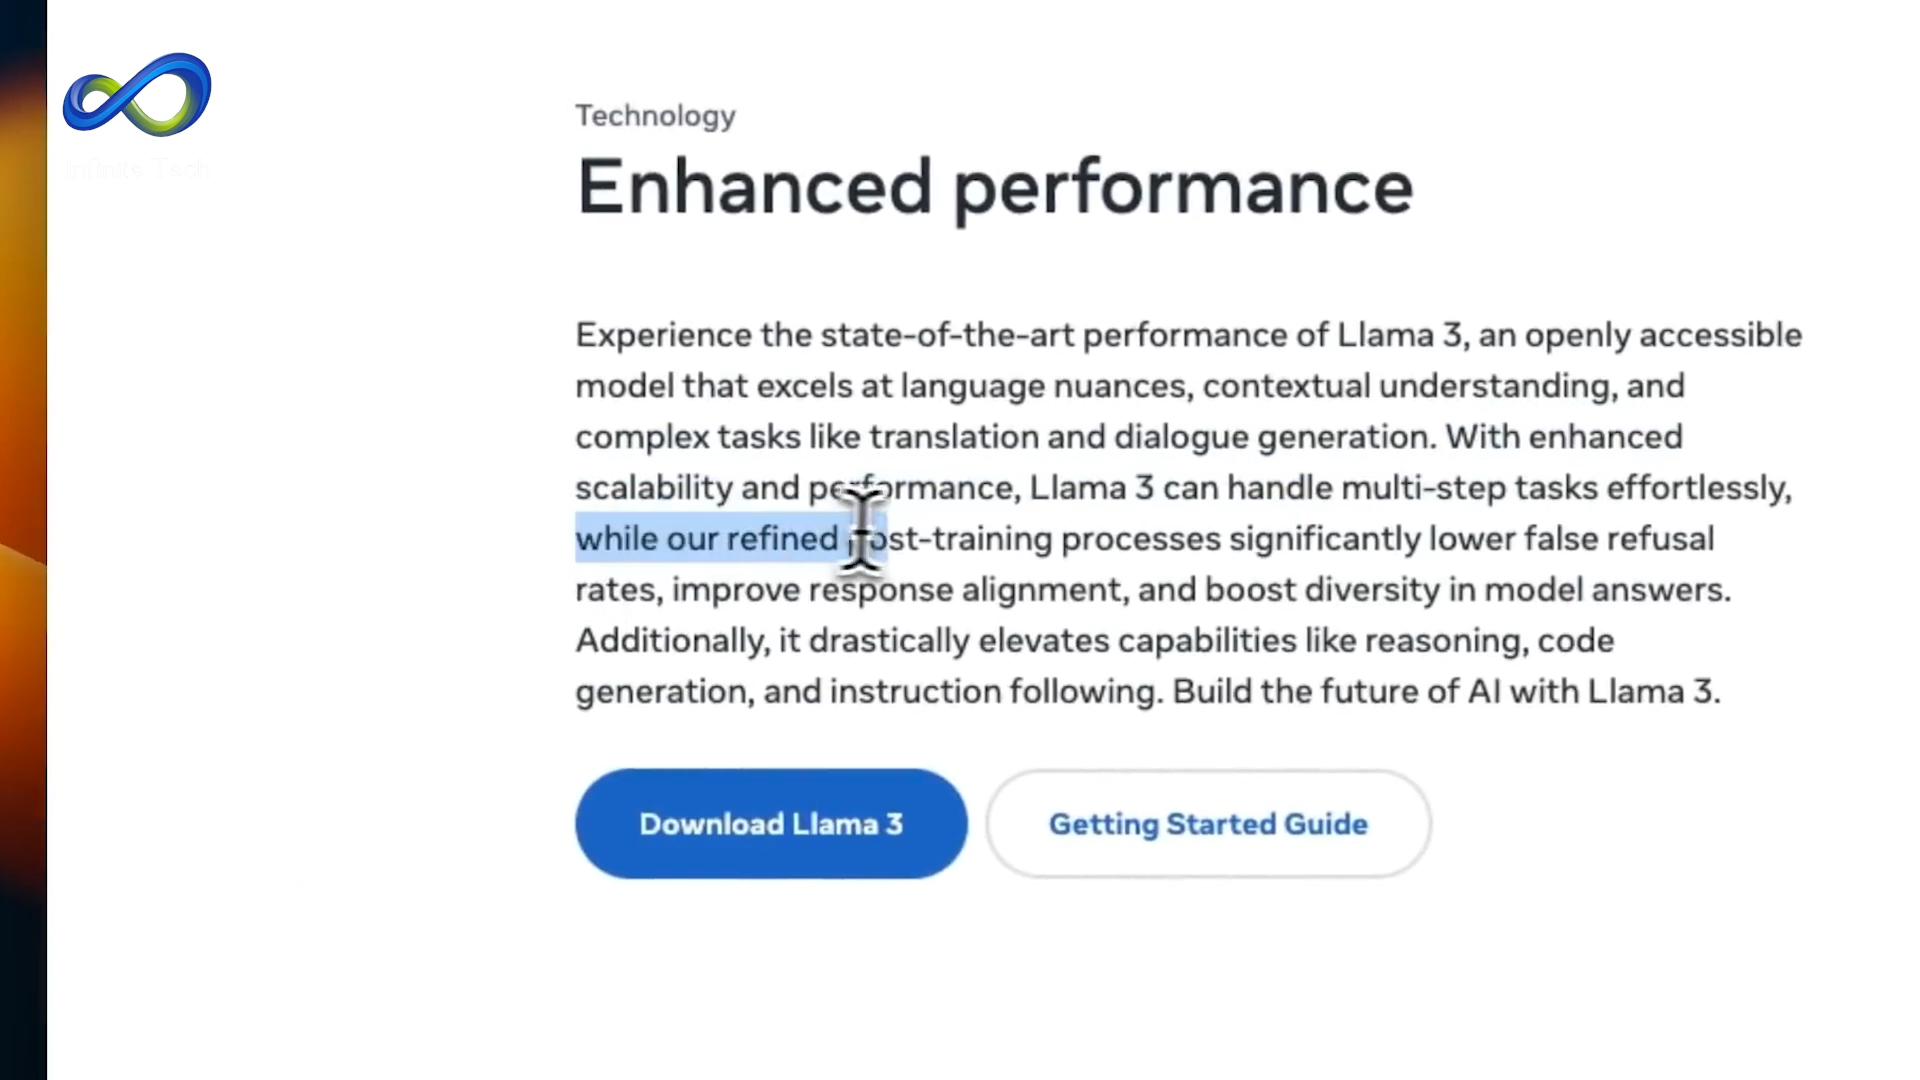 Infinite Tech
Technology
Enhanced performance
Experience the state-of-the-art performance of Llama 3, an openly accessible
model that excels at language nuances, contextual understanding, and
complex tasks like translation and dialogue generation. With enhanced
scalability and performance, Llama 3 can handle multi-step tasks effortlessly,
while our refined post-training processes significantly lower false refusal
rates, improve response alignment, and boost diversity in model answers.
Additionally, it drastically elevates capabilities like reasoning, code
generation, and instruction following. Build the future of AI with Llama 3.
Download Llama 3
Getting Started Guide